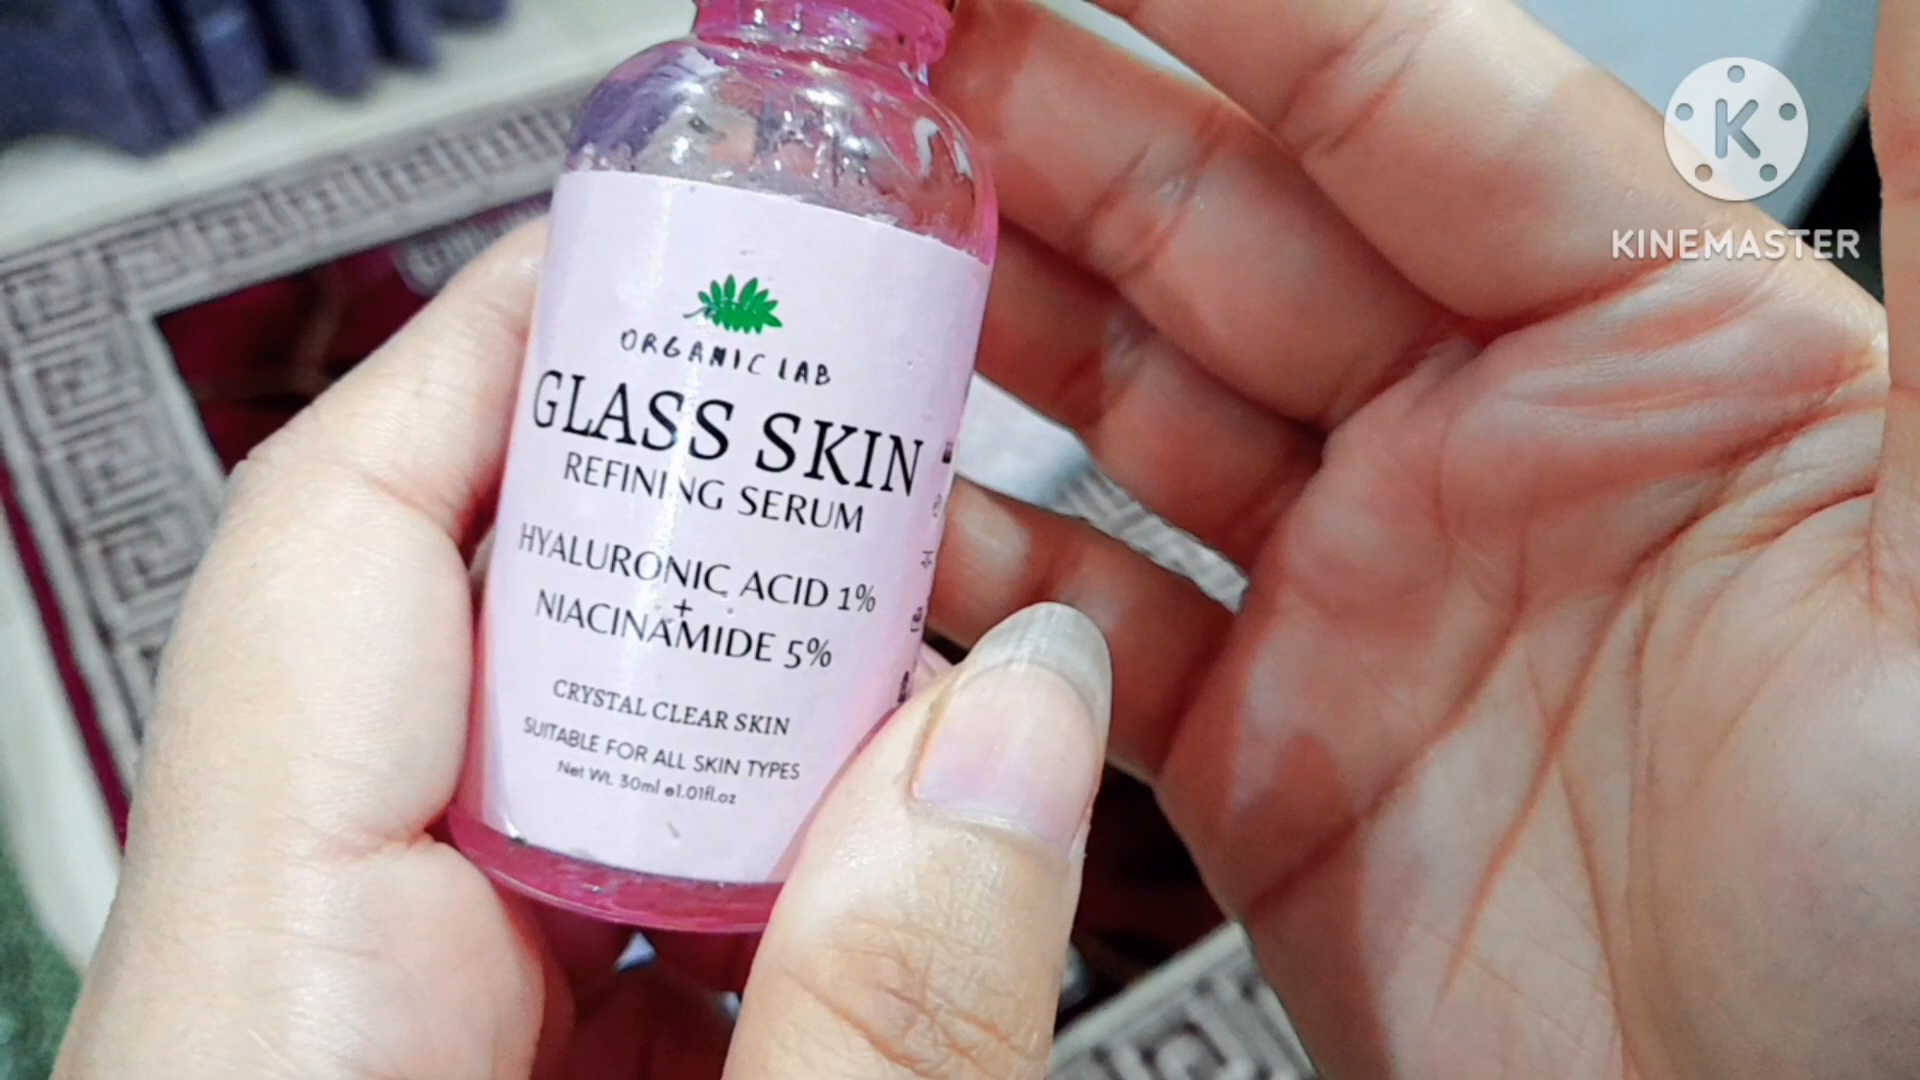 ORGANIC LAB
GLASS SKIN
REFINING SERUM
HYALURONIC ACID 1%
+
NIACINAMIDE 5%
CRYSTAL CLEAR SKIN
SUITABLE FOR ALL SKIN TYPES
Net Wt. 30ml e1.01fl.oz
K
KINEMASTER